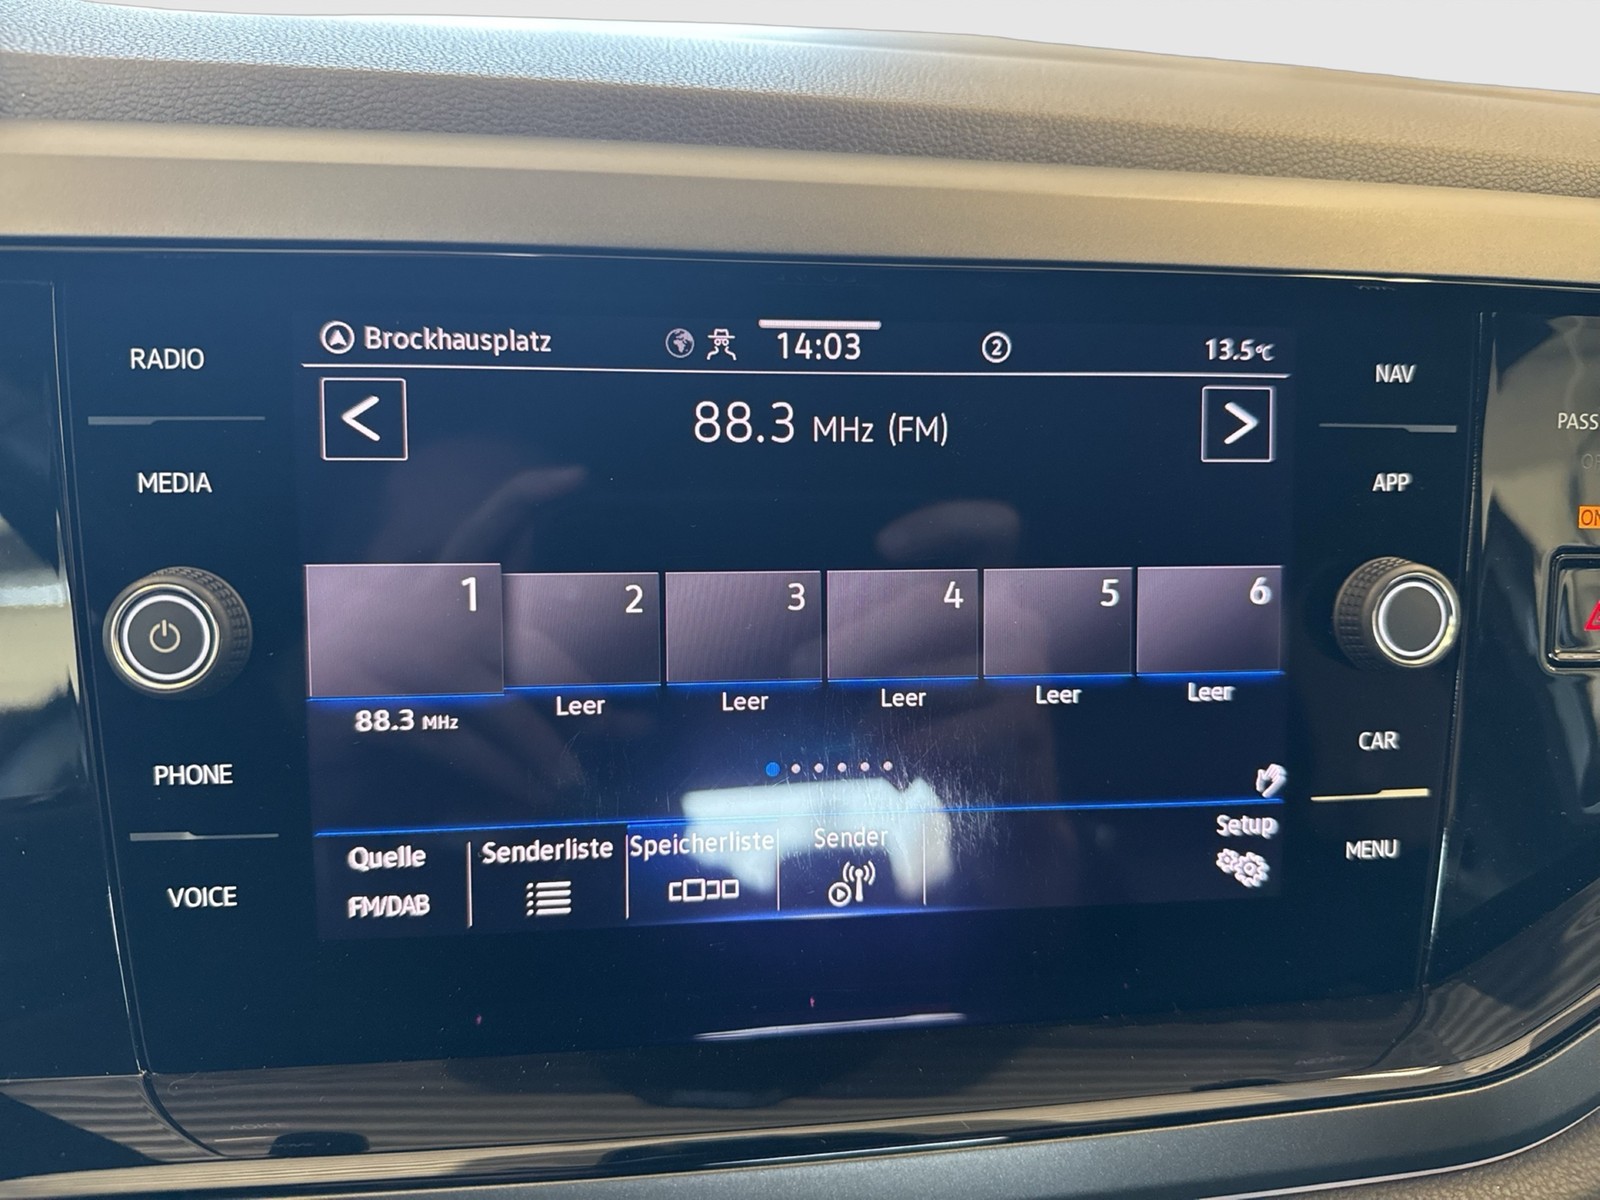 RADIO
MEDIA
PHONE
VOICE
Brockhausplatz
14:03
2
13.5°C
88.3 MHz (FM)
1
2
3
4
5
6
88.3 MHz
Leer
Leer
Leer
Leer
Leer
Quelle
FM/DAB
Senderliste
Speicherliste
Sender
Setup
NAV
APP
CAR
MENU
PASS
ON